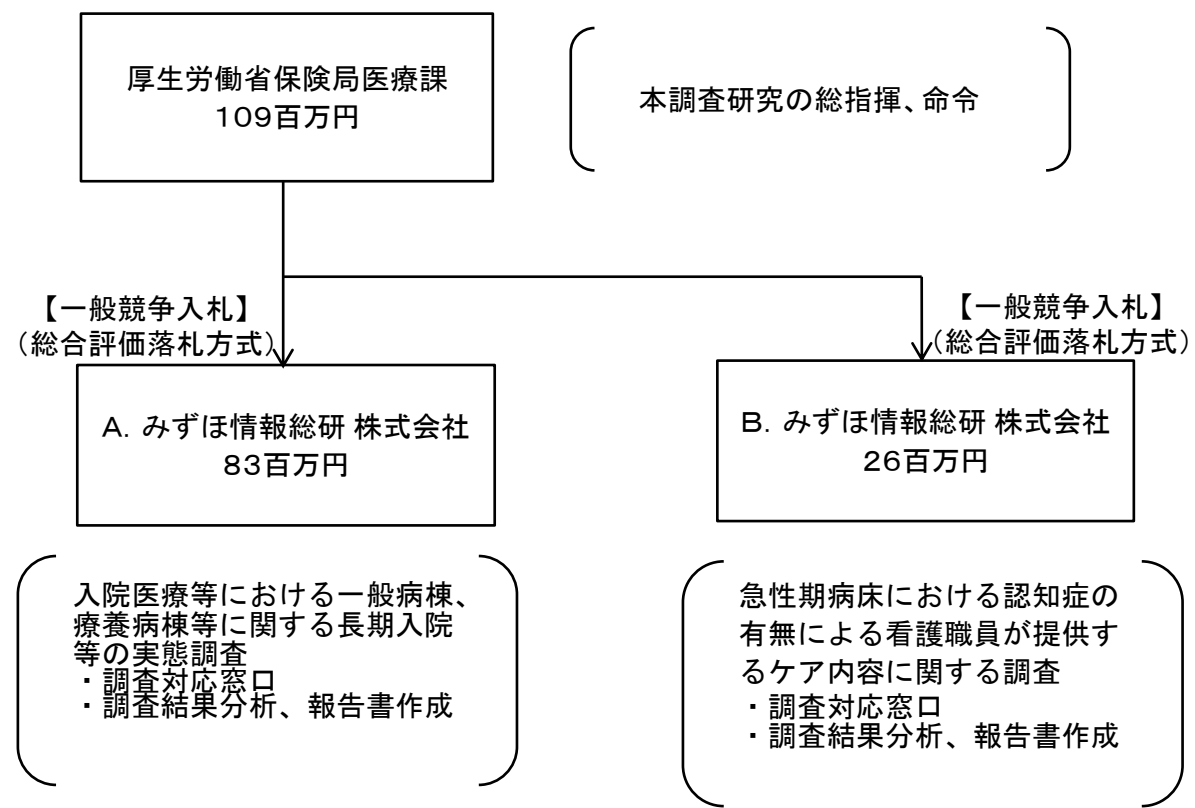 厚生労働省保険局医療課
109百万円
本調査研究の総指揮、命令
【一般競争入札】
（総合評価落札方式）
【一般競争入札】
（総合評価落札方式）
A．みずほ情報総研 株式会社
83百万円
B．みずほ情報総研 株式会社
26百万円
入院医療等における一般病棟、
療養病棟等に関する長期入院
等の実態調査
・調査対応窓口
・調査結果分析、報告書作成
急性期病床における認知症の
有無による看護職員が提供す
るケア内容に関する調査
・調査対応窓口
・調査結果分析、報告書作成